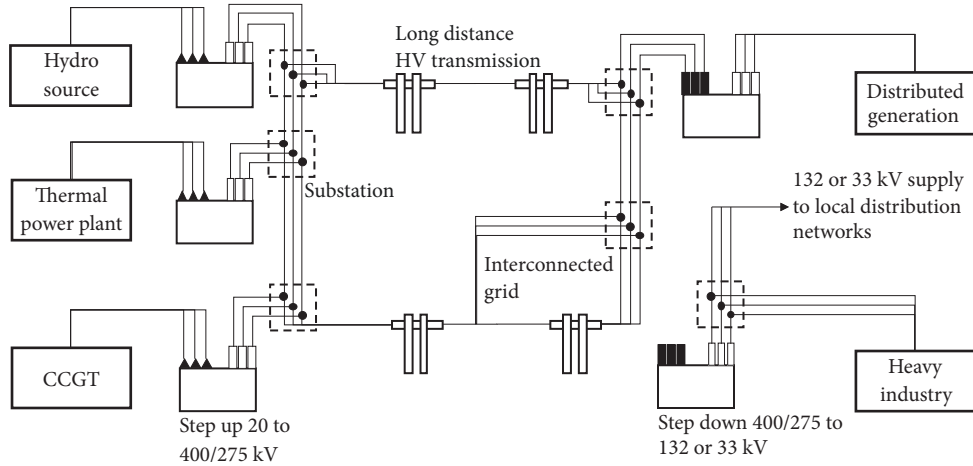 Hydro
source
Long distance
HV transmission
Distributed
generation
Thermal
power plant
Substation
132 or 33 kV supply
to local distribution
networks
Interconnected
grid
CCGT
Step up 20 to
400/275 kV
Step down 400/275 to
132 or 33 kV
Heavy
industry